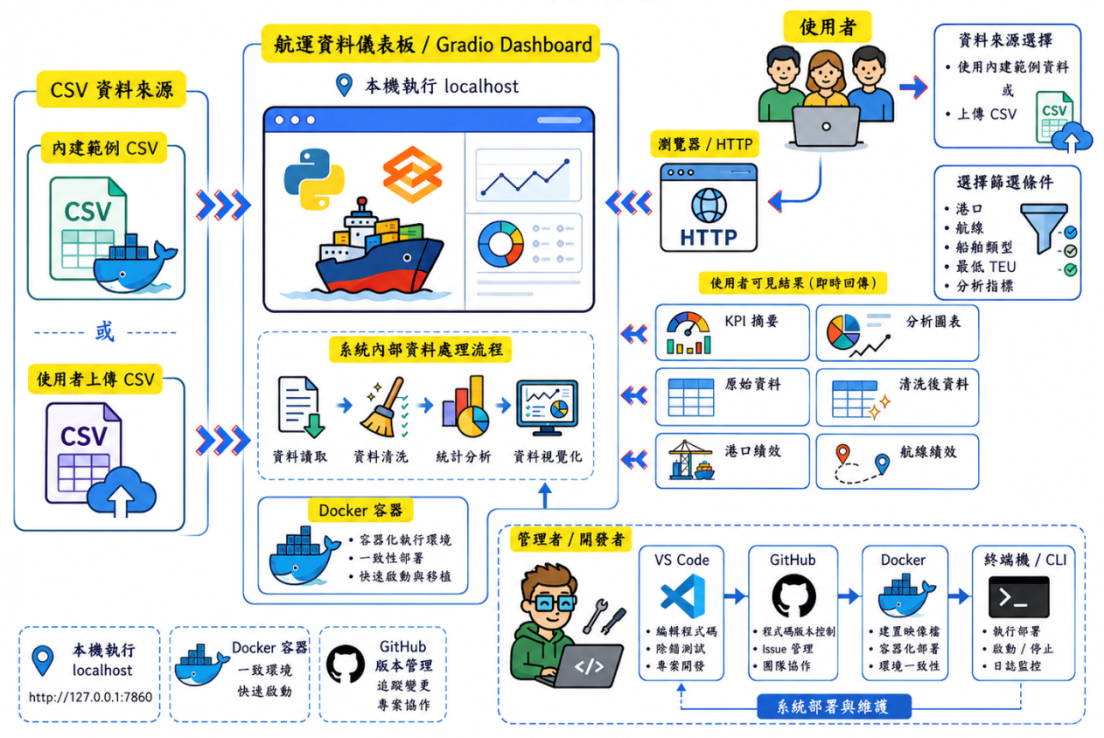 CSV 資料來源
內建範例 CSV
CSV
或
使用者上傳 CSV
CSV
航運資料儀表板 / Gradio Dashboard
本機執行 localhost
系統內部資料處理流程
資料讀取
資料清洗
統計分析
資料視覺化
Docker 容器
• 容器化執行環境
• 一致性部署
• 快速啟動與移植
使用者
瀏覽器 / HTTP
HTTP
資料來源選擇
• 使用內建範例資料
或
• 上傳 CSV
CSV
選擇篩選條件
• 港口
• 航線
• 船舶類型
• 最低 TEU
• 分析指標
使用者可見結果 (即時回傳)
KPI 摘要
分析圖表
原始資料
清洗後資料
港口績效
航線績效
管理者 / 開發者
</>
VS Code
• 編輯程式碼
• 除錯測試
• 專案開發
GitHub
• 程式碼版本控制
• Issue 管理
• 團隊協作
Docker
• 建置映像檔
• 容器化部署
• 環境一致性
終端機 / CLI
>_
• 執行部署
• 啟動 / 停止
• 日誌監控
系統部署與維護
本機執行
localhost
http://127.0.0.1:7860
Docker 容器
一致環境
快速啟動
GitHub
版本管理
追蹤變更
專案協作